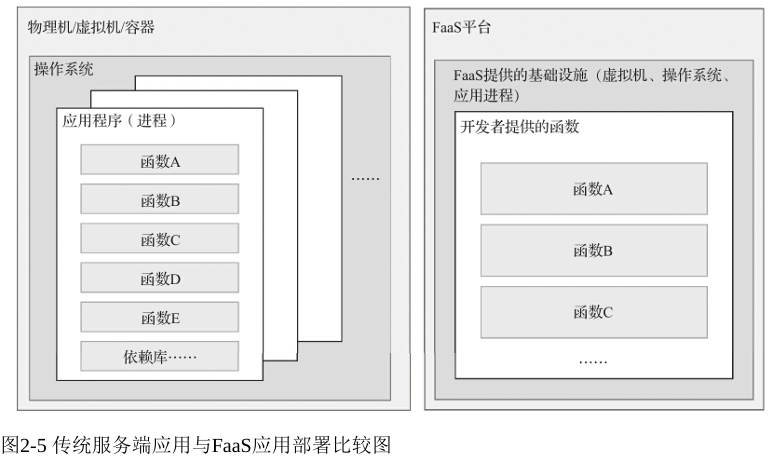 物理机/虚拟机/容器
操作系统
应用程序（进程）
函数A
函数B
函数C
函数D
函数E
依赖库……
……
FaaS平台
FaaS提供的基础设施（虚拟机、操作系统、
应用进程）
开发者提供的函数
函数A
函数B
函数C
……
图2-5 传统服务端应用与FaaS应用部署比较图